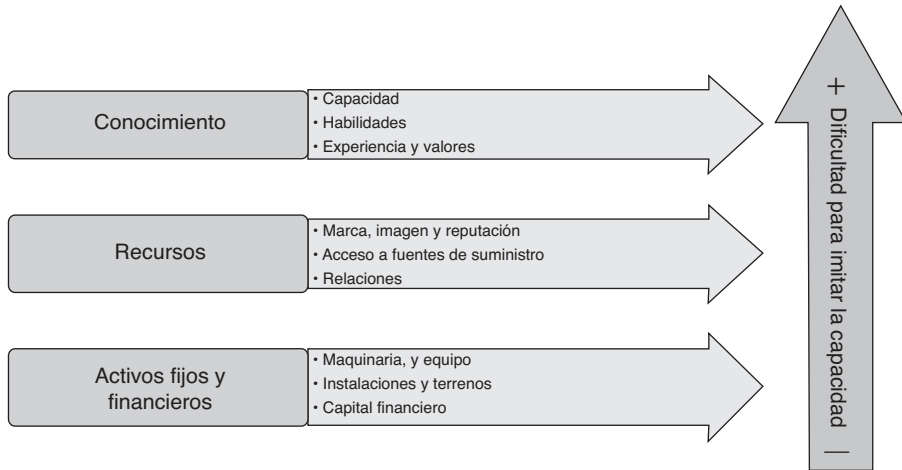 Conocimiento
• Capacidad
• Habilidades
• Experiencia y valores
Recursos
• Marca, imagen y reputación
• Acceso a fuentes de suministro
• Relaciones
Activos fijos y
financieros
• Maquinaria, y equipo
• Instalaciones y terrenos
• Capital financiero
+ Dificultad para imitar la capacidad —